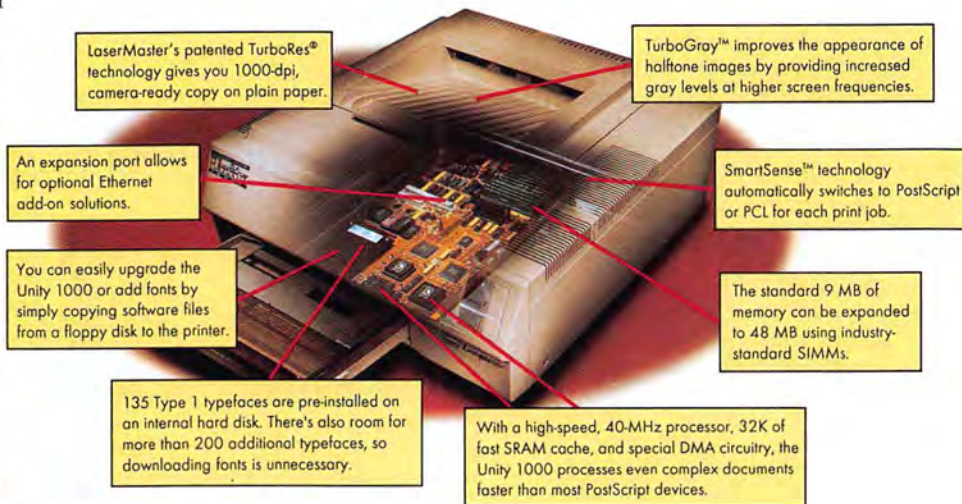 LaserMaster's patented TurboRes®
technology gives you 1000-dpi,
camera-ready copy on plain paper.
TurboGray™ improves the appearance of
halftone images by providing increased
gray levels at higher screen frequencies.
An expansion port allows
for optional Ethernet
add-on solutions.
SmartSense™ technology
automatically switches to PostScript
or PCL for each print job.
You can easily upgrade the
Unity 1000 or add fonts by
simply copying software files
from a floppy disk to the printer.
The standard 9 MB of
memory can be expanded
to 48 MB using industry-
standard SIMMs.
135 Type 1 typefaces are pre-installed on
an internal hard disk. There's also room for
more than 200 additional typefaces, so
downloading fonts is unnecessary.
With a high-speed, 40-MHz processor, 32K of
fast SRAM cache, and special DMA circuitry, the
Unity 1000 processes even complex documents
faster than most PostScript devices.